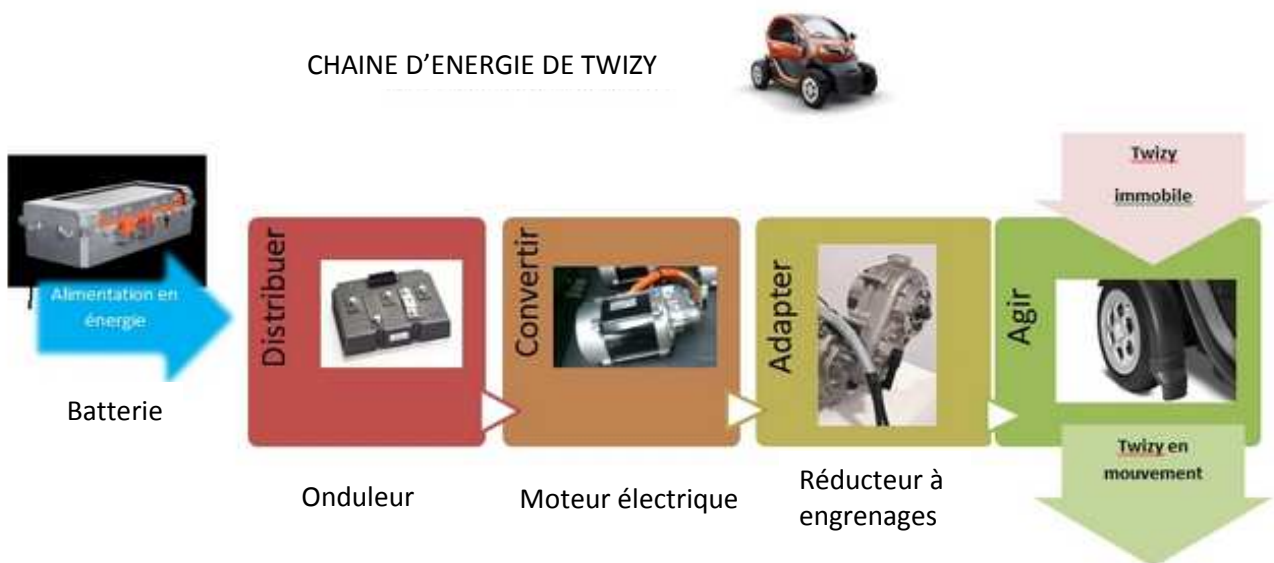 CHAINE D'ENERGIE DE TWIZY
Twizy
immobile
Alimentation en
énergie
Batterie
Distribuer
Convertir
Adapter
Agir
Onduleur
Moteur électrique
Réducteur à
engrenages
Twizy en
mouvement